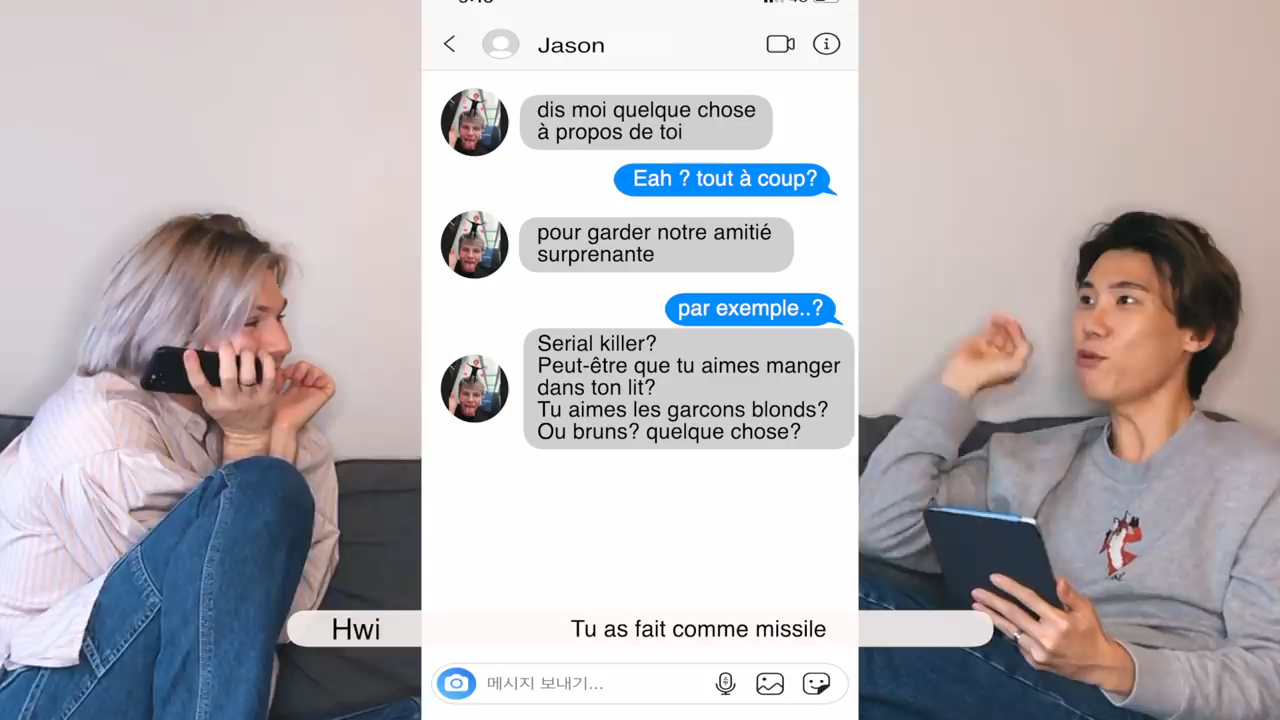 Jason
dis moi quelque chose
à propos de toi
Eah ? tout à coup?
pour garder notre amitié
surprenante
par exemple..?
Serial killer?
Peut-être que tu aimes manger
dans ton lit?
Tu aimes les garcons blonds?
Ou bruns? quelque chose?
Hwi
Tu as fait comme missile
메시지 보내기...